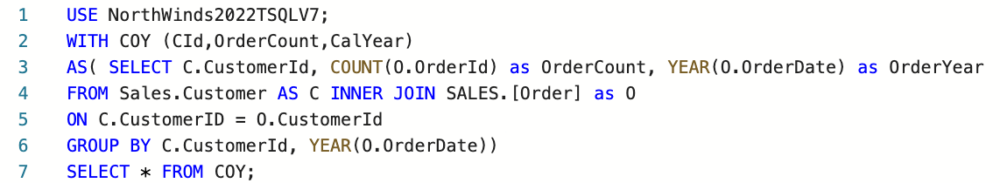 1 USE NorthWinds2022TSQLV7;
2 WITH COY (CId,OrderCount,CalYear)
3 AS( SELECT C.CustomerId, COUNT(O.OrderId) as OrderCount, YEAR(O.OrderDate) as OrderYear
4 FROM Sales.Customer AS C INNER JOIN SALES.[Order] as O
5 ON C.CustomerID = O.CustomerId
6 GROUP BY C.CustomerId, YEAR(O.OrderDate))
7 SELECT * FROM COY;